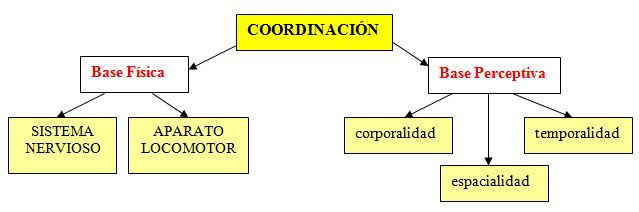 COORDINACIÓN
Base Física
Base Perceptiva
SISTEMA
NERVIOSO
APARATO
LOCOMOTOR
corporalidad
temporalidad
espacialidad